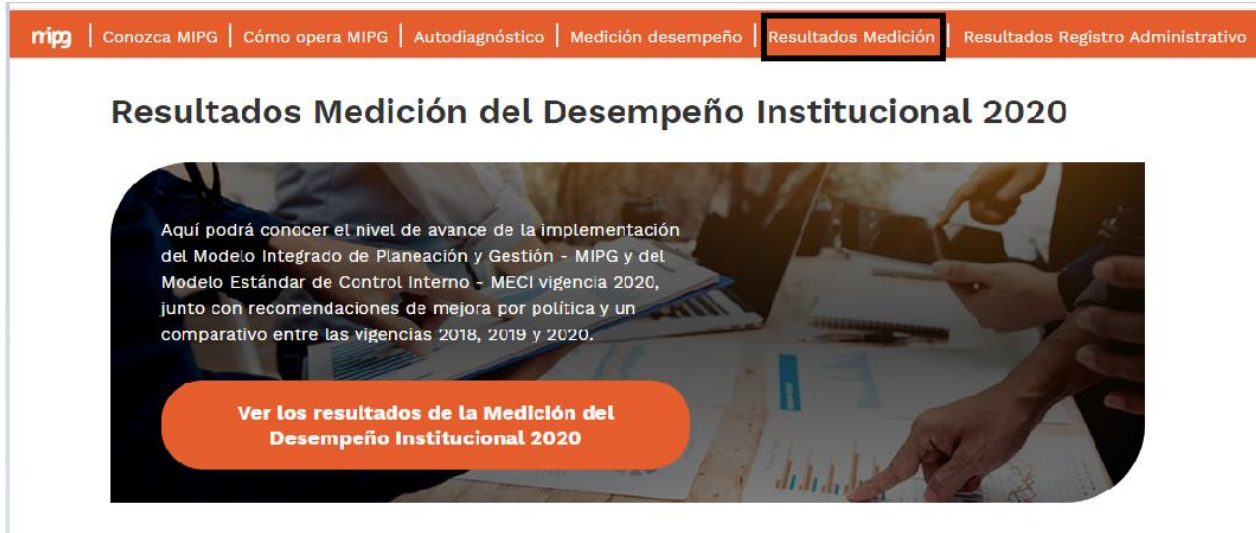 mipg | Conozca MIPG | Cómo opera MIPG | Autodiagnóstico | Medición desempeño | Resultados Medición | Resultados Registro Administrativo
Resultados Medición del Desempeño Institucional 2020
Aquí podrá conocer el nivel de avance de la implementación
del Modelo Integrado de Planeación y Gestión - MIPG y del
Modelo Estándar de Control Interno - MECI vigencia 2020,
junto con recomendaciones de mejora por política y un
comparativo entre las vigencias 2018, 2019 y 2020.
Ver los resultados de la Medición del
Desempeño Institucional 2020